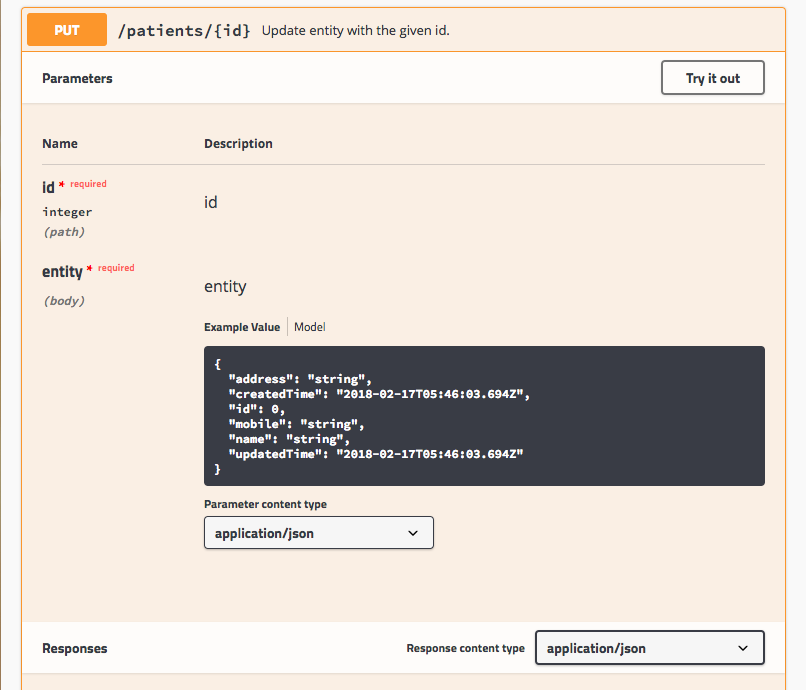 PUT /patients/{id} Update entity with the given id.
Parameters Try it out
Name Description
id * required
id
integer
(path)
entity * required
entity
(body)
Example Value Model
{
"address": "string",
"createdTime": "2018-02-17T05:46:03.694Z",
"id": 0,
"mobile": "string",
"name": "string",
"updatedTime": "2018-02-17T05:46:03.694Z"
}
Parameter content type
application/json
Responses Response content type application/json